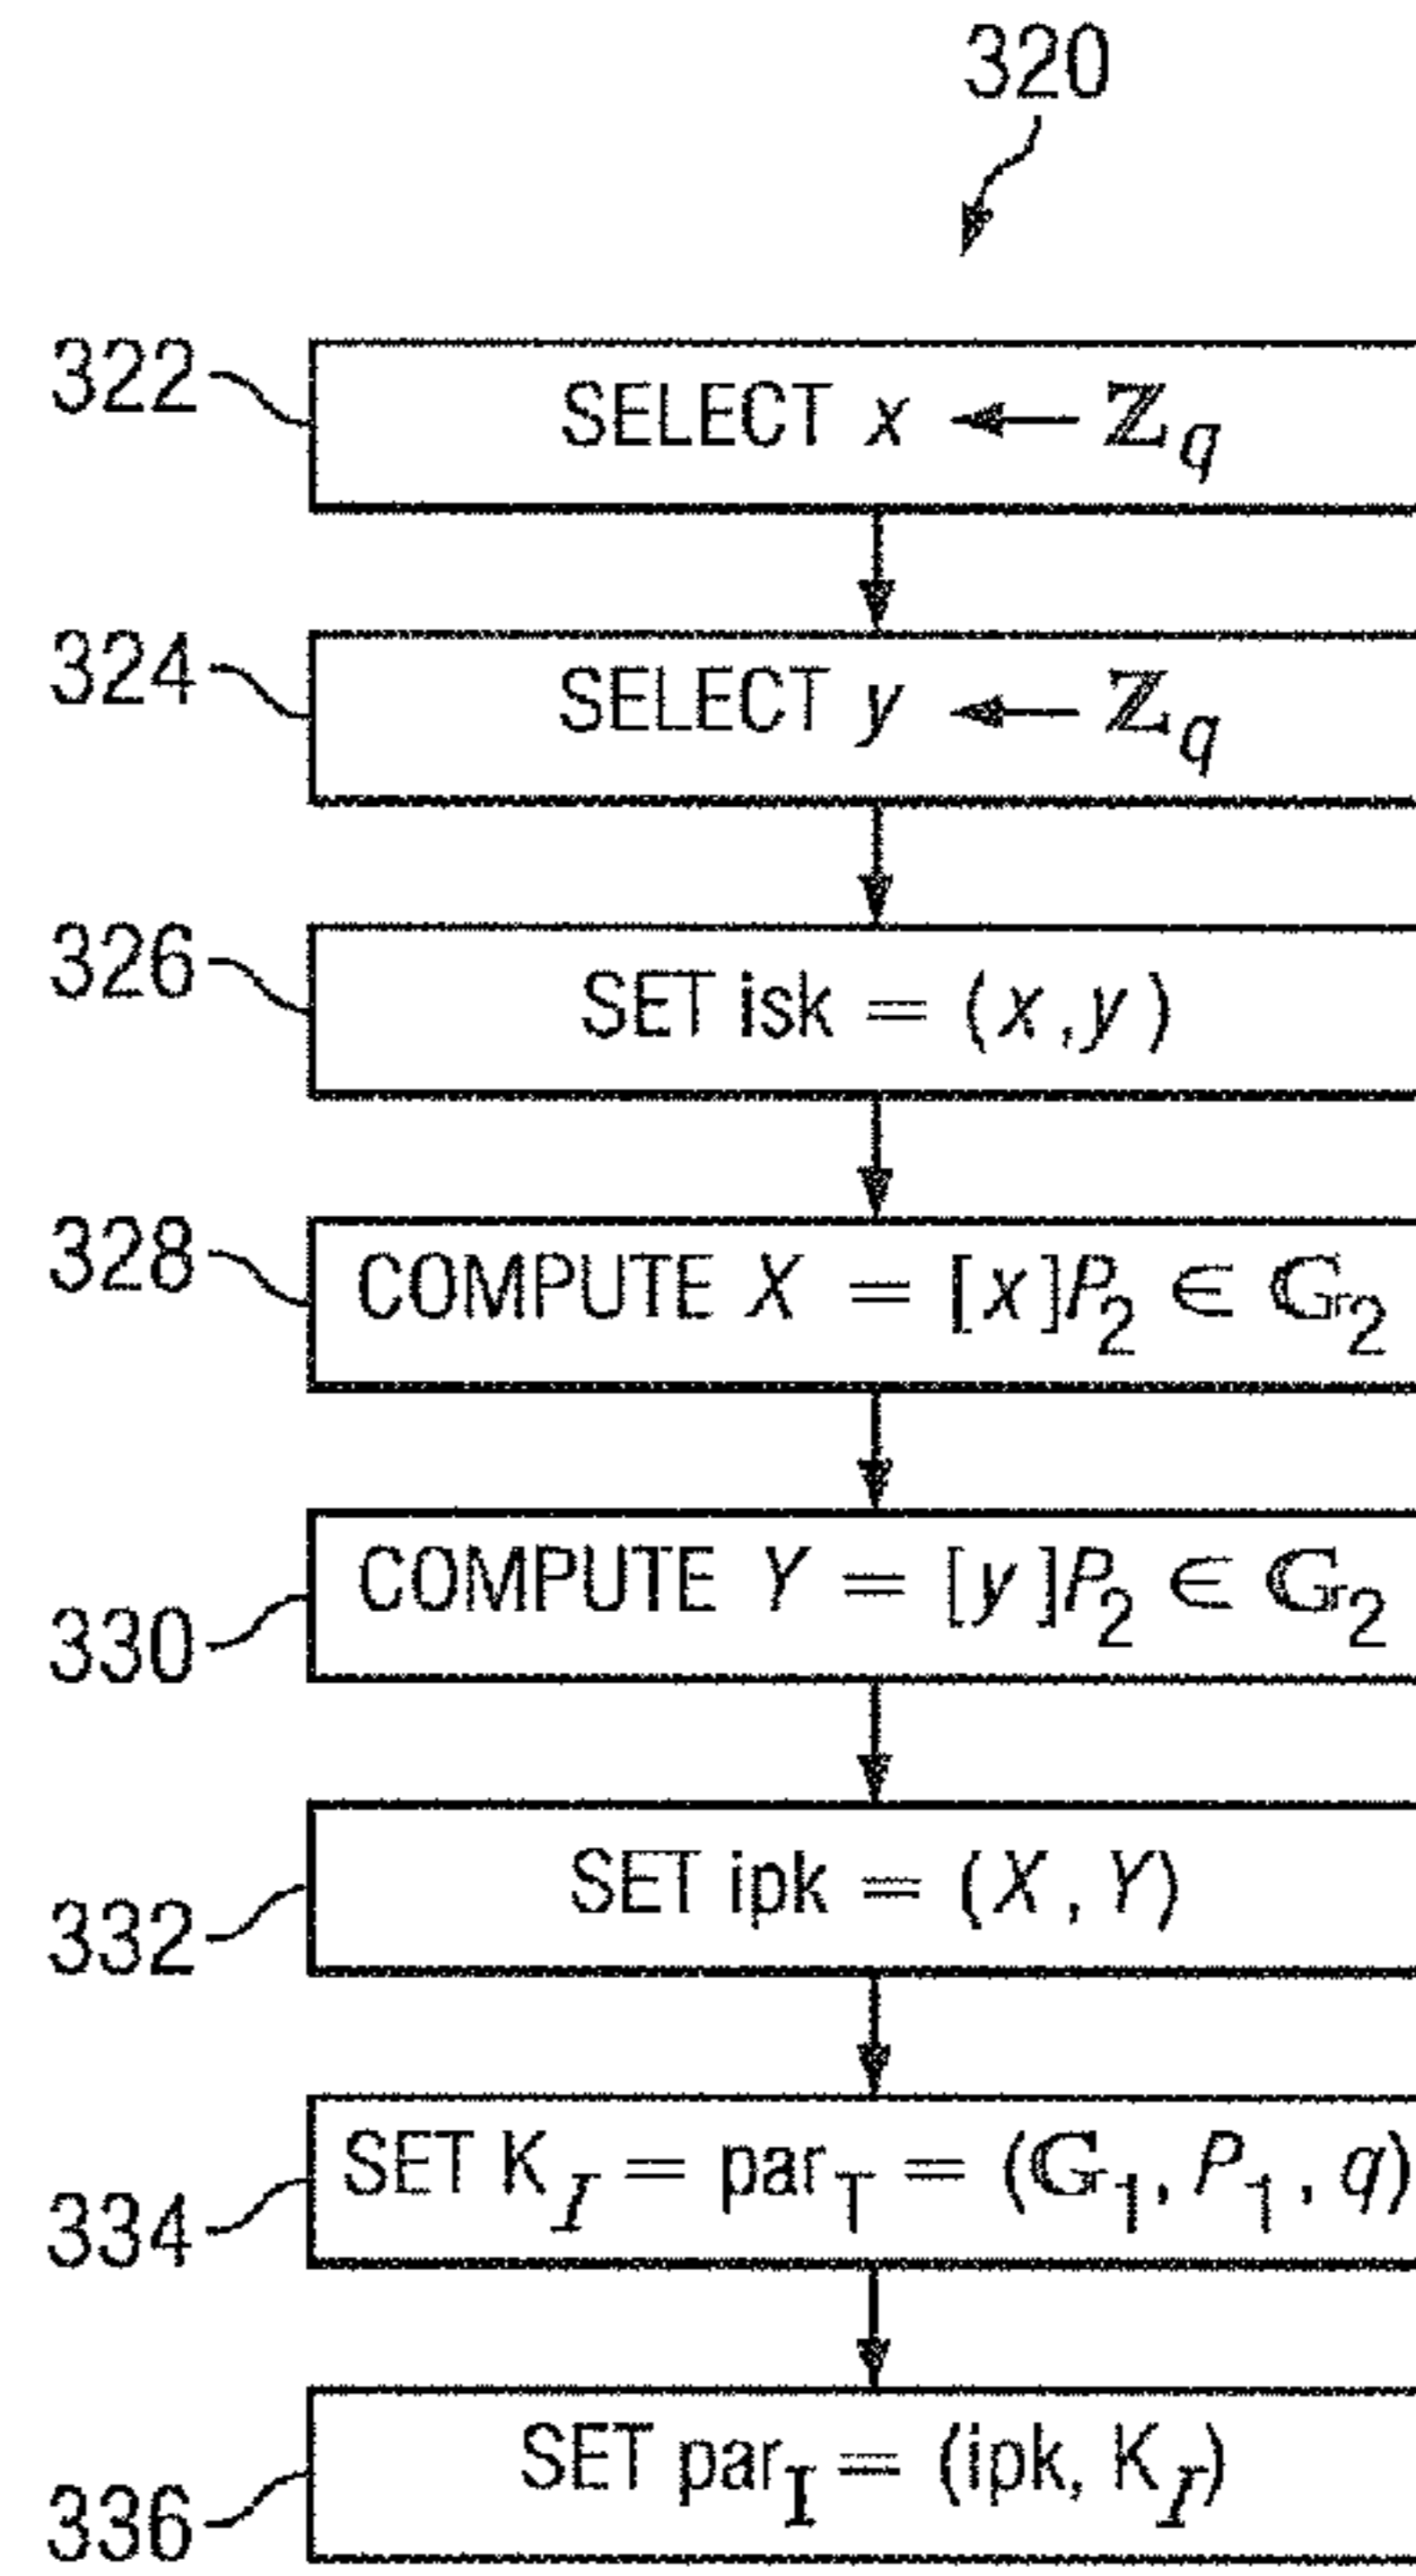 320
322 SELECT x ← ℤq
324 SELECT y ← ℤq
326 SET isk = (x, y)
328 COMPUTE X = [x]P2 ∈ 𝔾2
330 COMPUTE Y = [y]P2 ∈ 𝔾2
332 SET ipk = (X, Y)
334 SET KI = parT = (𝔾1, P1, q)
336 SET parI = (ipk, KI)